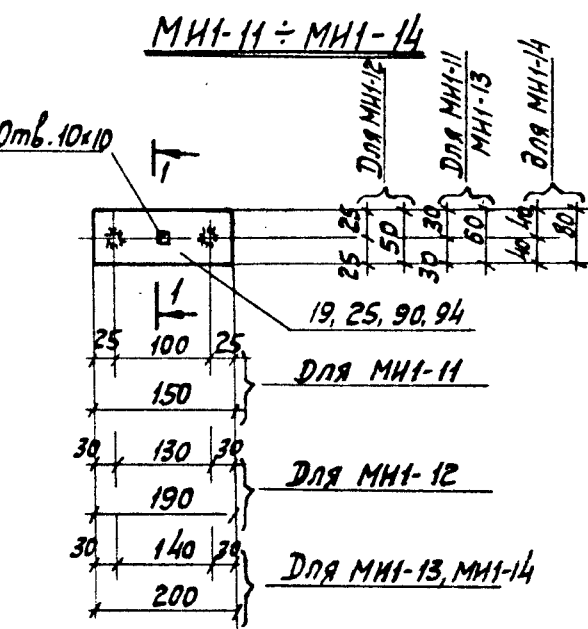 МН1-11 ÷ МН1-14
Для МН1-12
Для МН1-11
МН1-13
для МН1-14
Отв. 10х10
1
25
50
25
30
60
30
40
80
40
1
19, 25, 90, 94
25 100 25
Для МН1-11
150
30 130 30
Для МН1-12
190
30 140 30
Для МН1-13, МН1-14
200